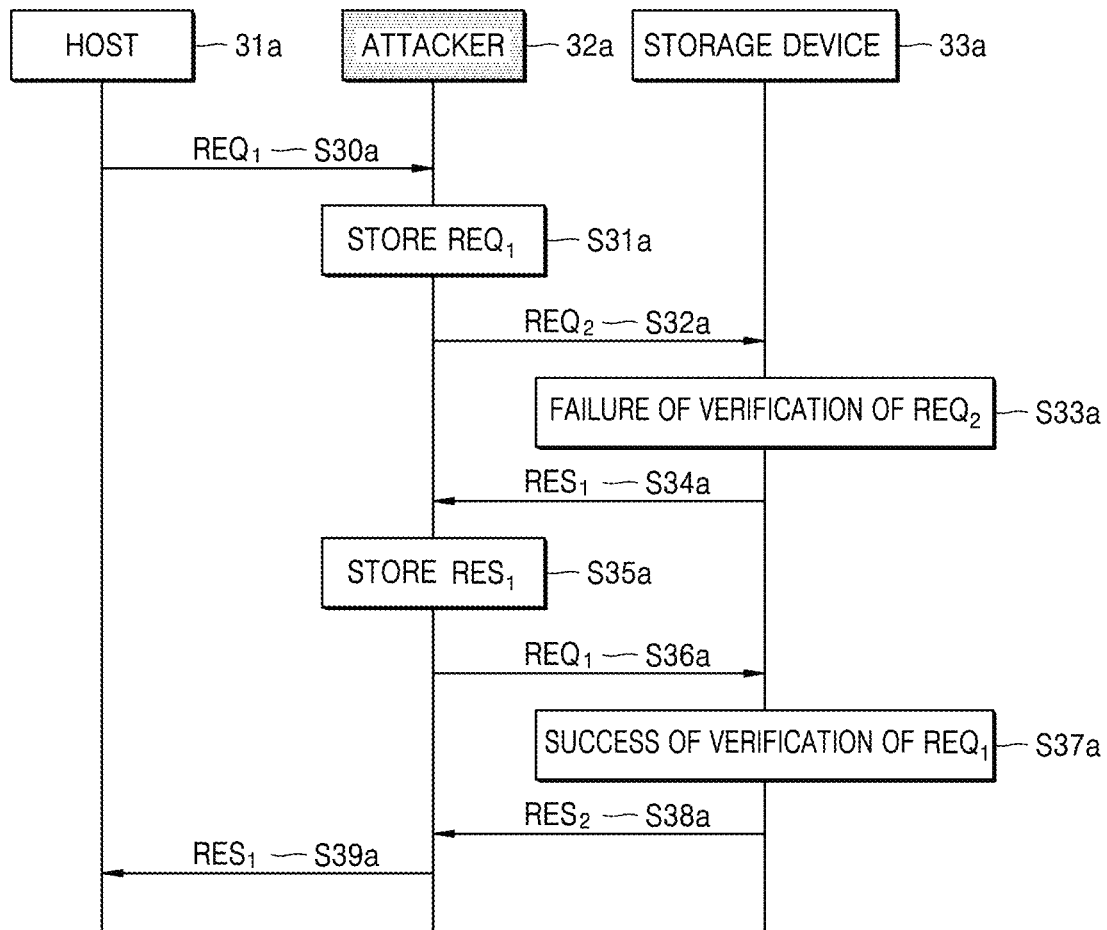 HOST 31a ATTACKER 32a STORAGE DEVICE 33a
REQ₁ S30a
STORE REQ₁ S31a
REQ₂ S32a
FAILURE OF VERIFICATION OF REQ₂ S33a
RES₁ S34a
STORE RES₁ S35a
REQ₁ S36a
SUCCESS OF VERIFICATION OF REQ₁ S37a
RES₂ S38a
RES₁ S39a